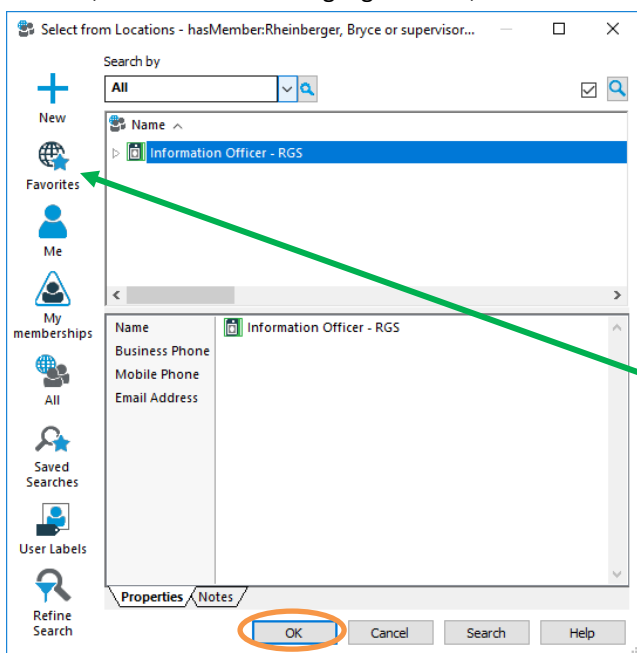 Select from Locations - hasMember:Rheinberger, Bryce or supervisor...
Search by
All
New
Name
Information Officer - RGS
Favorites
Me
My
memberships
All
Saved
Searches
User Labels
Refine
Search
Name
Information Officer - RGS
Business Phone
Mobile Phone
Email Address
Properties
Notes
OK
Cancel
Search
Help